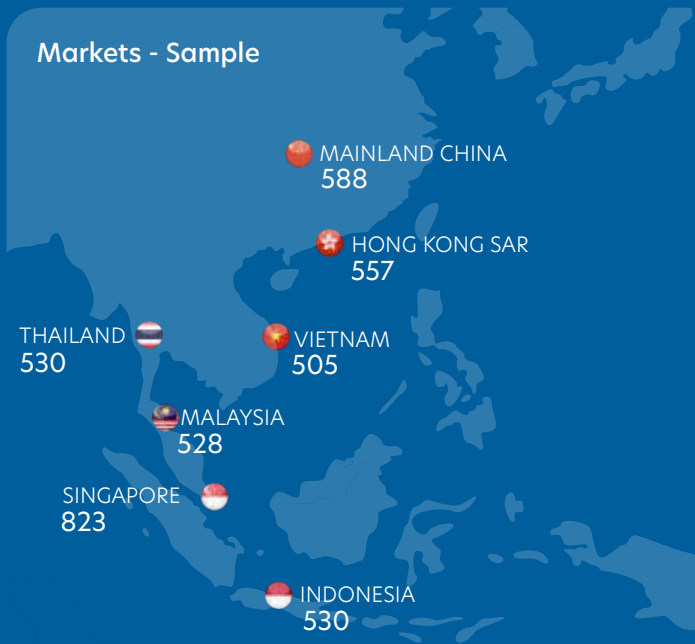 Markets - Sample
MAINLAND CHINA
588
HONG KONG SAR
557
THAILAND
530
VIETNAM
505
MALAYSIA
528
SINGAPORE
823
INDONESIA
530